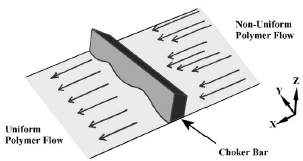 Non-Uniform
Polymer Flow
Z
Y
X
Uniform
Polymer Flow
Choker Bar